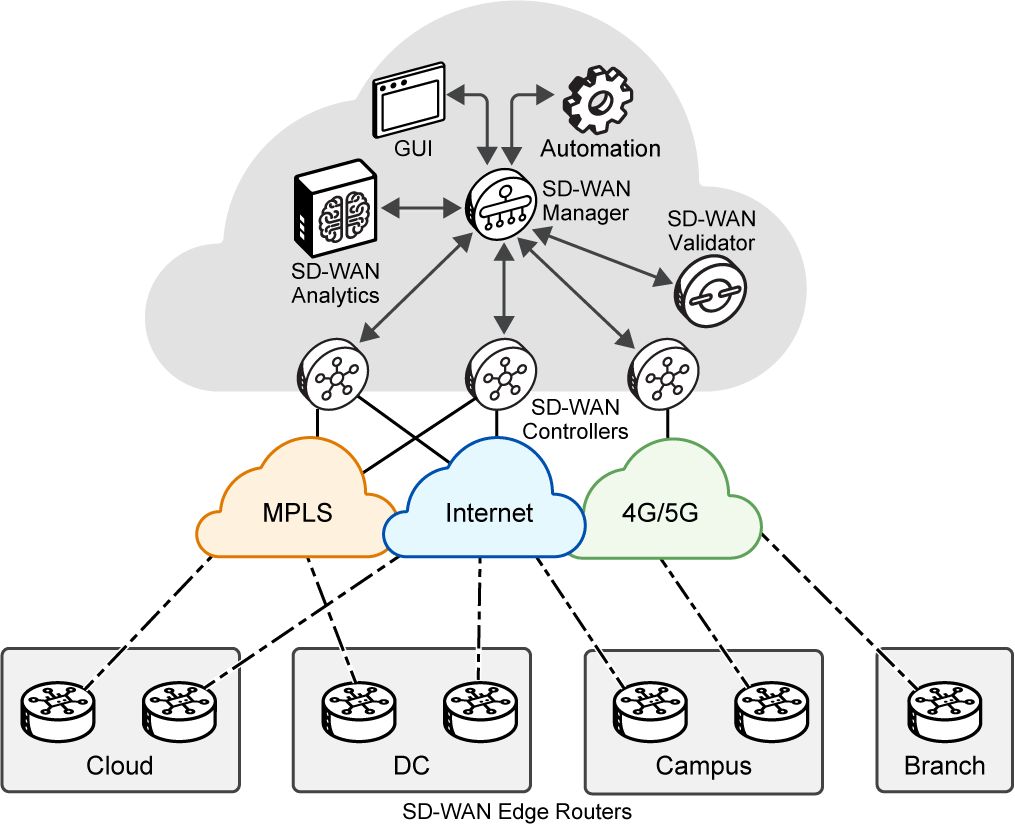 GUI
Automation
SD-WAN
Manager
SD-WAN
Validator
SD-WAN
Analytics
SD-WAN
Controllers
MPLS
Internet
4G/5G
Cloud
DC
Campus
Branch
SD-WAN Edge Routers